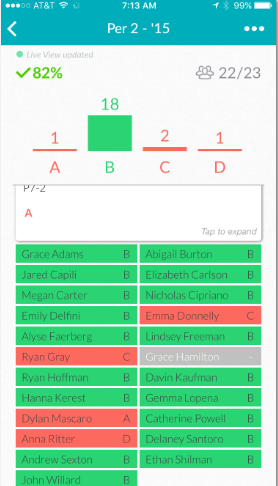 AT&T 7:13 AM 99%
Per 2 - '15
Live View updated
82% 22/23
18
1 2 1
A B C D
P7-2
A
Tap to expand
Grace Adams B Abigail Burton B
Jared Capili B Elizabeth Carlson B
Megan Carter B Nicholas Cipriano B
Emily Delfini B Emma Donnelly C
Alyse Faerberg B Lindsey Freeman B
Ryan Gray C Grace Hamilton -
Ryan Hoffman B Davin Kaufman B
Hanna Kerest B Gemma Lopena B
Dylan Mascaro A Catherine Powell B
Anna Ritter D Delaney Santoro B
Andrew Sexton B Ethan Shilman B
John Willard B